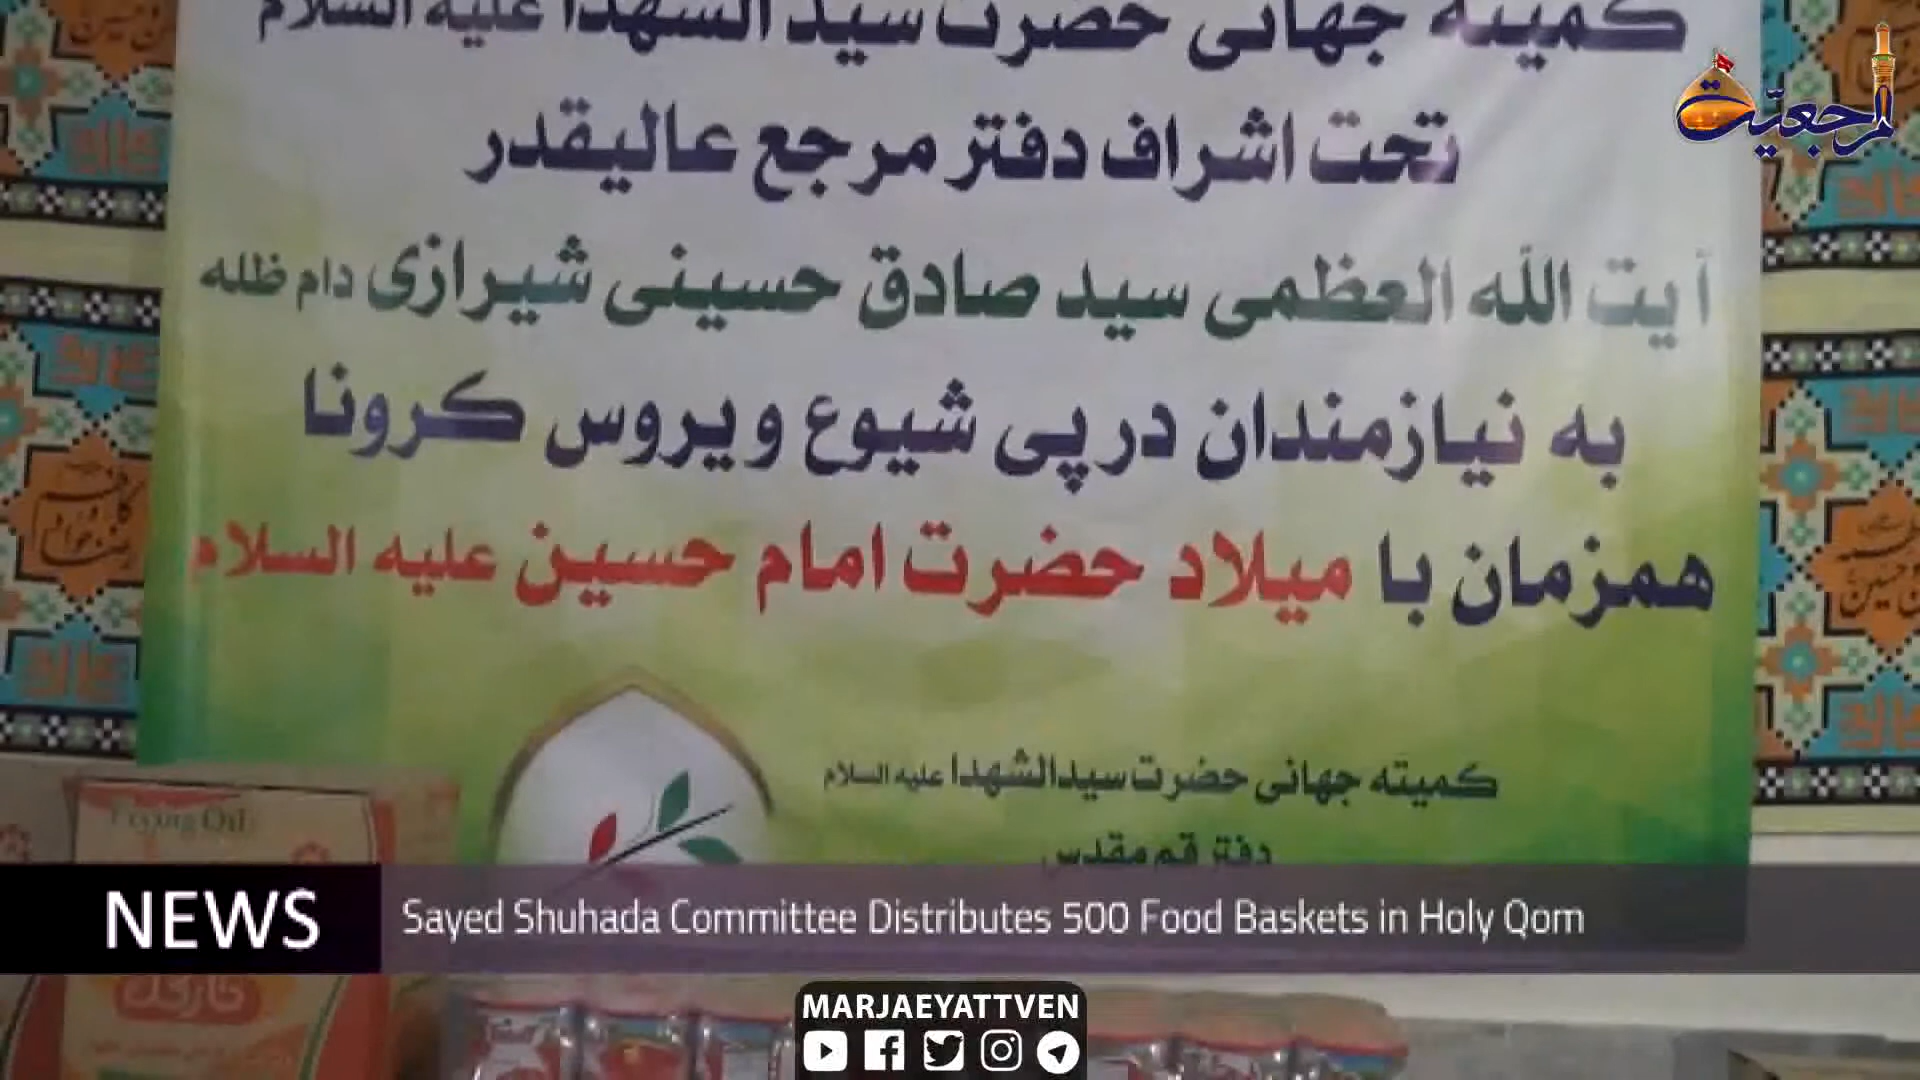 کمیته جهانی حضرت سید الشهدا علیه السلام
المرجعیّة
تحت اشراف دفتر مرجع عالیقدر
آیت الله العظمی سید صادق حسینی شیرازی دام ظله
به نیازمندان در پی شیوع ویروس کرونا
همزمان با میلاد حضرت امام حسین علیه السلام
کمیته جهانی حضرت سیدالشهدا علیه السلام
دفتر قم مقدس
Frying Oil
NEWS
Sayed Shuhada Committee Distributes 500 Food Baskets in Holy Qom
MARJAEYATTVEN